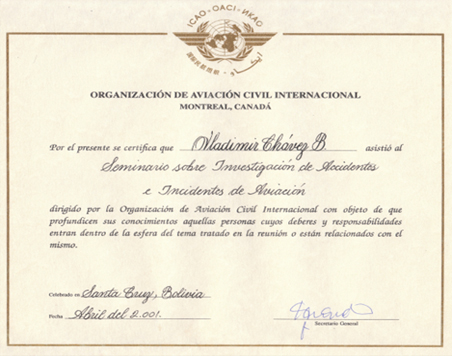 ICAO · OACI · ИКАО
ORGANIZACIÓN DE AVIACIÓN CIVIL INTERNACIONAL
MONTREAL, CANADÁ
Por el presente se certifica que Vladimir Chávez B asistió al
Seminario sobre Investigación de Accidentes
e Incidentes de Aviación
dirigido por la Organización de Aviación Civil Internacional con objeto de que
profundicen sus conocimientos aquellas personas cuyos deberes y responsabilidades
entran dentro de la esfera del tema tratado en la reunión o están relacionados con el
mismo.
Celebrado en Santa Cruz, Bolivia
Fecha Abril del 2.001.
Secretario General